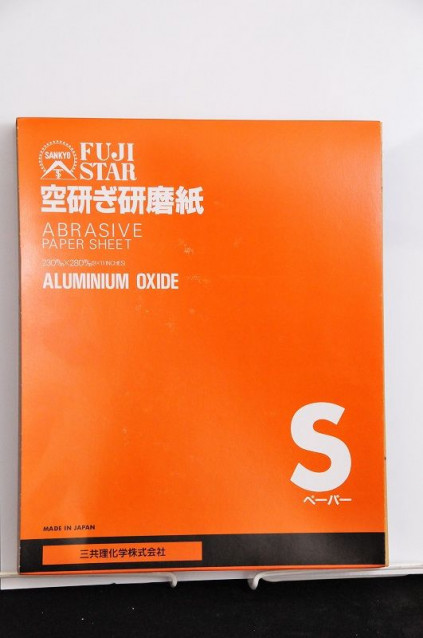 SANKYO
FUJI
STAR
空研ぎ研磨紙
ABRASIVE
PAPER SHEET
ALUMINIUM OXIDE
S
ペーパー
MADE IN JAPAN
三共理化学株式会社